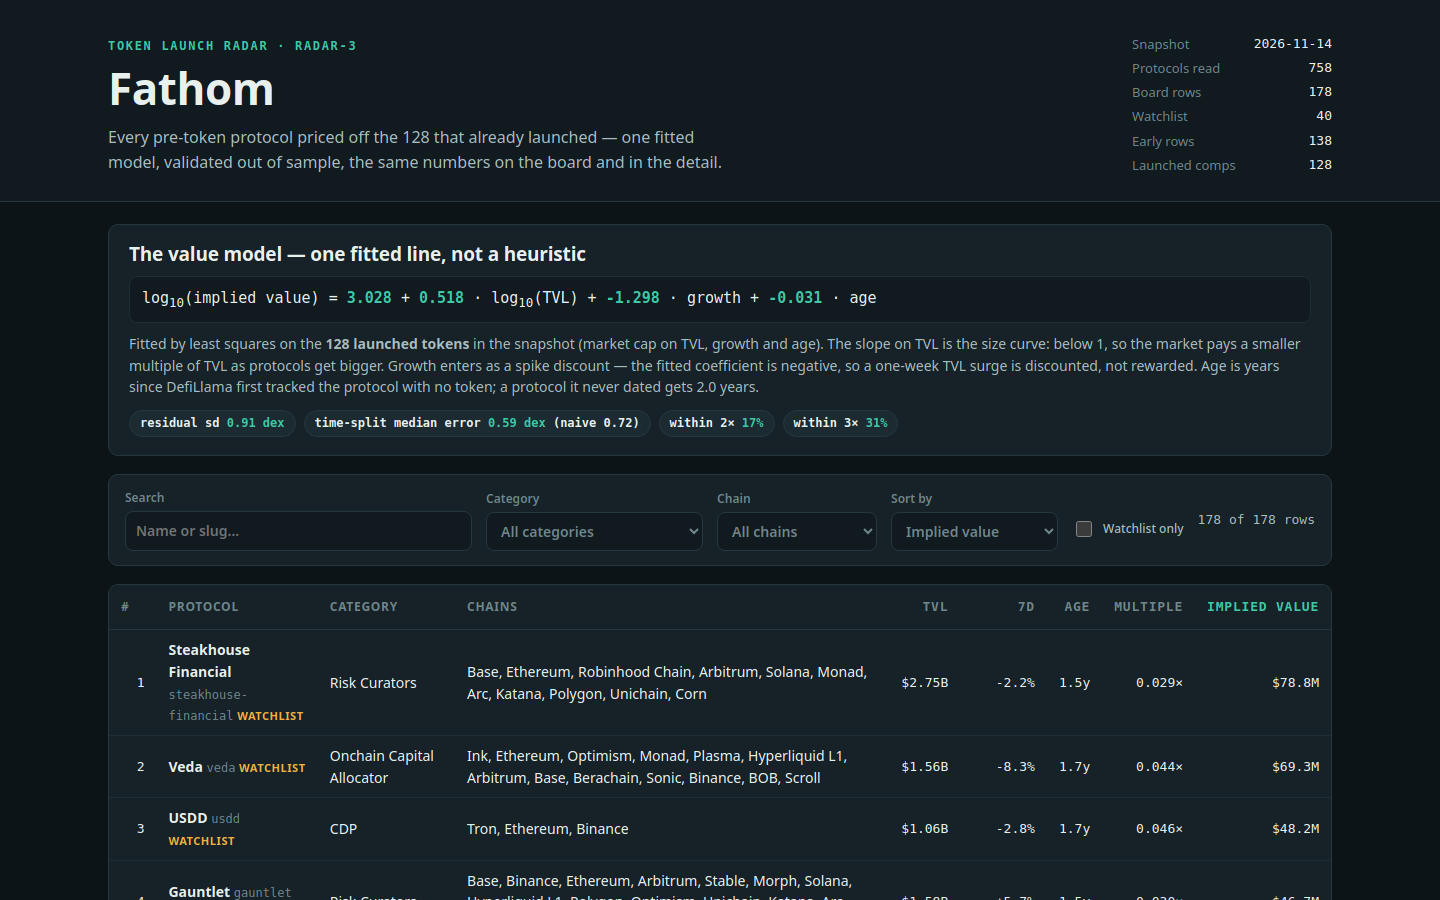 TOKEN LAUNCH RADAR · RADAR-3
Fathom
Every pre-token protocol priced off the 128 that already launched — one fitted
model, validated out of sample, the same numbers on the board and in the detail.
Snapshot 2026-11-14
Protocols read 758
Board rows 178
Watchlist 40
Early rows 138
Launched comps 128
The value model — one fitted line, not a heuristic
log10(implied value) = 3.028 + 0.518 · log10(TVL) + -1.298 · growth + -0.031 · age
Fitted by least squares on the 128 launched tokens in the snapshot (market cap on TVL, growth and age). The slope on TVL is the size curve: below 1, so the market pays a smaller
multiple of TVL as protocols get bigger. Growth enters as a spike discount — the fitted coefficient is negative, so a one-week TVL surge is discounted, not rewarded. Age is years
since DefiLlama first tracked the protocol with no token; a protocol it never dated gets 2.0 years.
residual sd 0.91 dex time-split median error 0.59 dex (naive 0.72) within 2× 17% within 3× 31%
Search Category Chain Sort by
Name or slug... All categories All chains Implied value Watchlist only 178 of 178 rows
# PROTOCOL CATEGORY CHAINS TVL 7D AGE MULTIPLE IMPLIED VALUE
Steakhouse
Financial
steakhouse-
financial WATCHLIST
1 Risk Curators
Base, Ethereum, Robinhood Chain, Arbitrum, Solana, Monad,
Arc, Katana, Polygon, Unichain, Corn
$2.75B -2.2% 1.5y 0.029× $78.8M
2 Veda veda WATCHLIST
Onchain Capital
Allocator
Ink, Ethereum, Optimism, Monad, Plasma, Hyperliquid L1,
Arbitrum, Base, Berachain, Sonic, Binance, BOB, Scroll
$1.56B -8.3% 1.7y 0.044× $69.3M
3 USDD usdd
WATCHLIST
CDP Tron, Ethereum, Binance $1.06B -2.8% 1.7y 0.046× $48.2M
Gauntlet gauntlet
Base, Binance, Ethereum, Arbitrum, Stable, Morph, Solana,